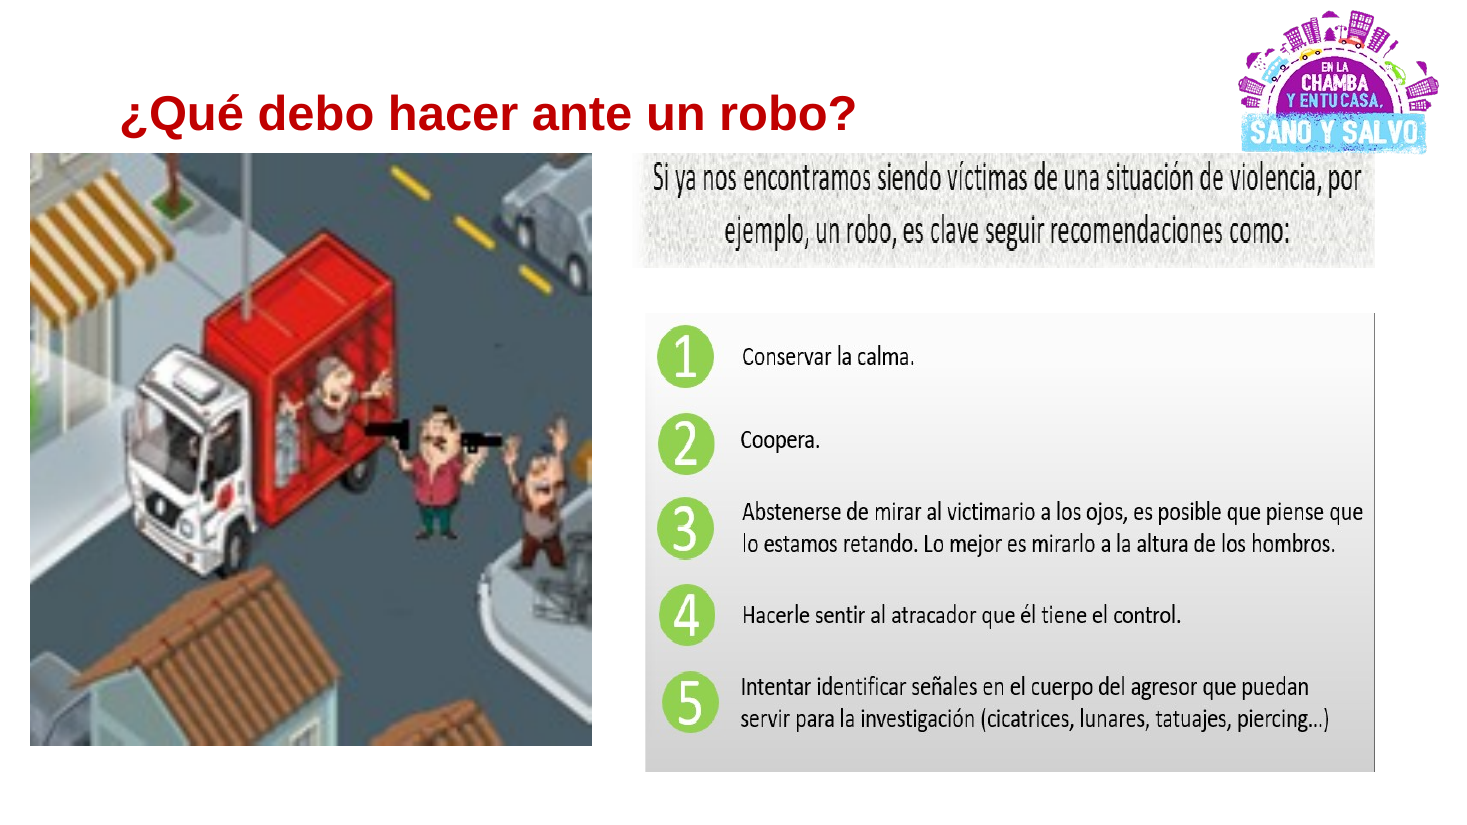 EN LA
CHAMBA
Y EN TU CASA,
SANO Y SALVO
¿Qué debo hacer ante un robo?
Si ya nos encontramos siendo víctimas de una situación de violencia, por
ejemplo, un robo, es clave seguir recomendaciones como:
1 Conservar la calma.
2 Coopera.
3 Abstenerse de mirar al victimario a los ojos, es posible que piense que
lo estamos retando. Lo mejor es mirarlo a la altura de los hombros.
4 Hacerle sentir al atracador que él tiene el control.
5 Intentar identificar señales en el cuerpo del agresor que puedan
servir para la investigación (cicatrices, lunares, tatuajes, piercing...)